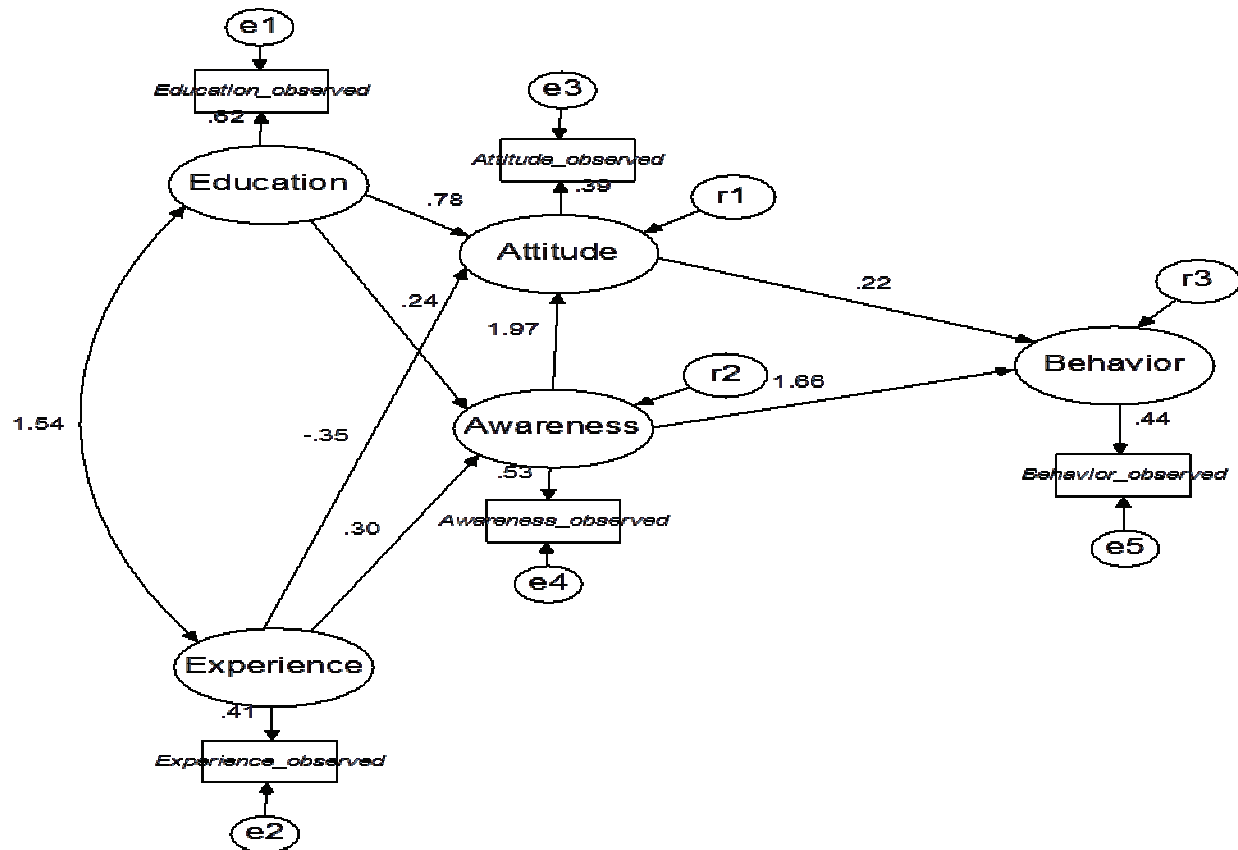 e1
Education_observed
.62
Education
e3
Attitude_observed
.39
r1
.78
Attitude
.24
1.97
.22
r3
Behavior
r2
1.66
Awareness
1.54
-.35
.53
.44
Behavior_observed
Awareness_observed
.30
e5
e4
Experience
.41
Experience_observed
e2